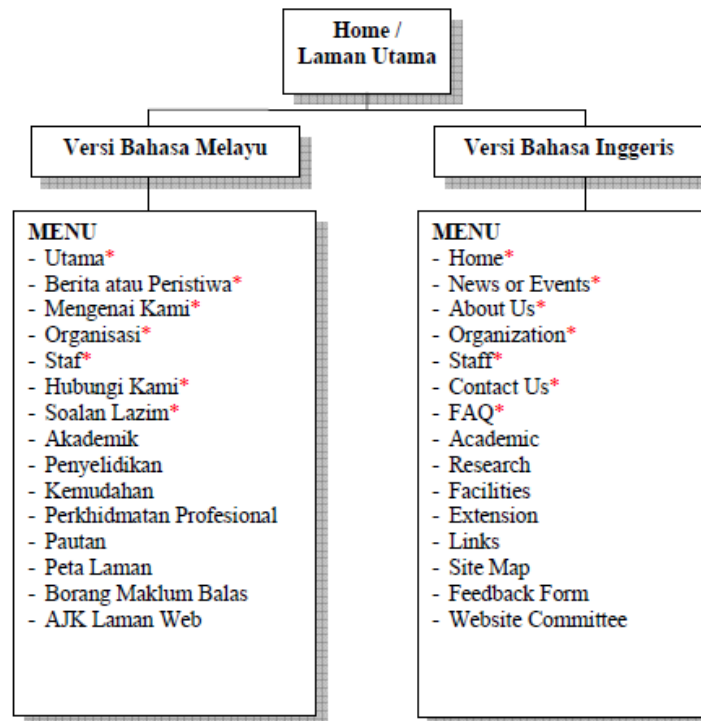 Home /
Laman Utama
Versi Bahasa Melayu
Versi Bahasa Inggeris
MENU
- Utama*
- Berita atau Peristiwa*
- Mengenai Kami*
- Organisasi*
- Staf*
- Hubungi Kami*
- Soalan Lazim*
- Akademik
- Penyelidikan
- Kemudahan
- Perkhidmatan Profesional
- Pautan
- Peta Laman
- Borang Maklum Balas
- AJK Laman Web
MENU
- Home*
- News or Events*
- About Us*
- Organization*
- Staff*
- Contact Us*
- FAQ*
- Academic
- Research
- Facilities
- Extension
- Links
- Site Map
- Feedback Form
- Website Committee